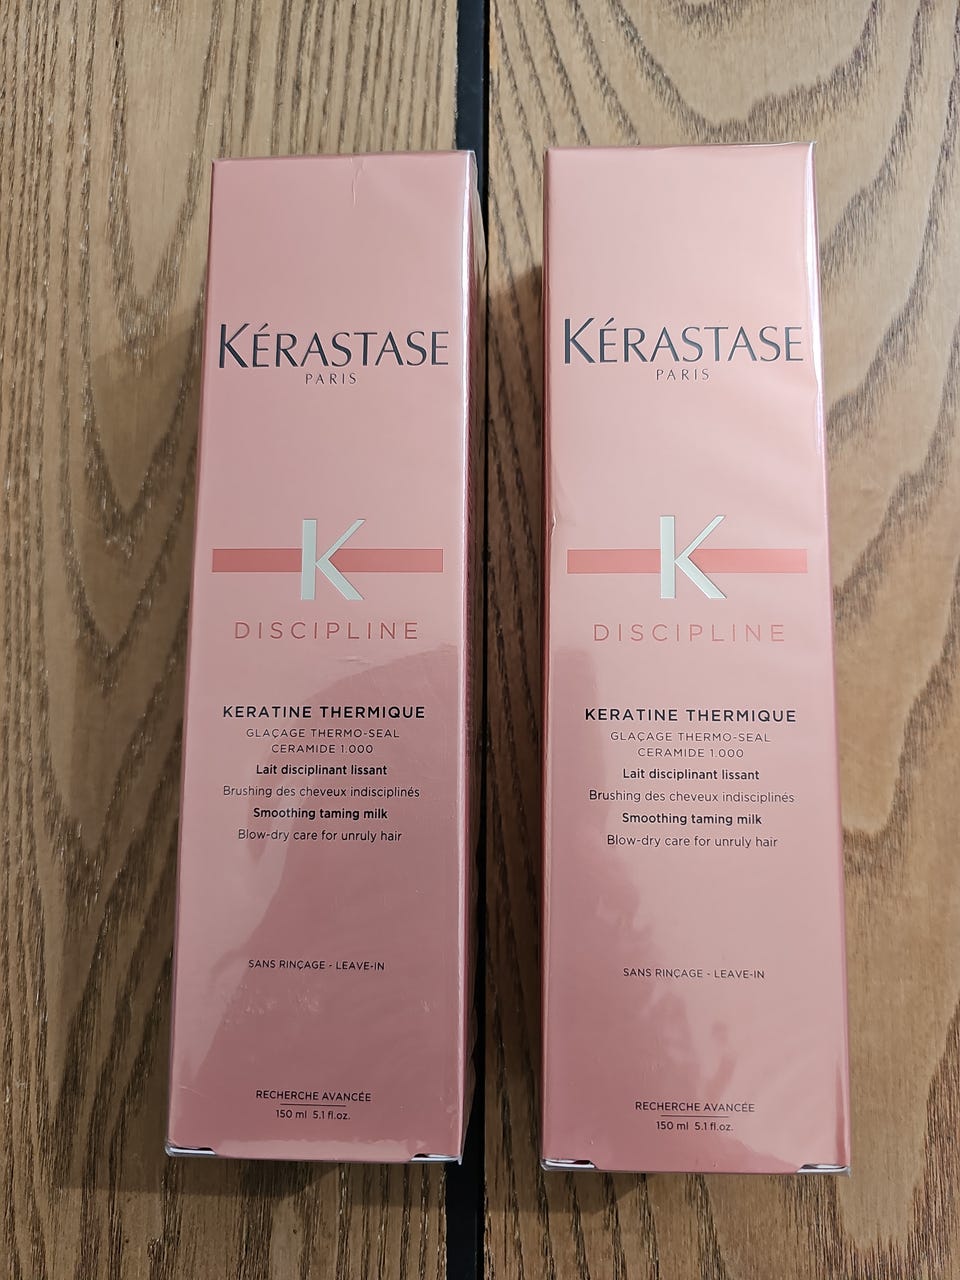 KÉRASTASE
PARIS
K
DISCIPLINE
KERATINE THERMIQUE
GLAÇAGE THERMO-SEAL
CERAMIDE 1.000
Lait disciplinant lissant
Brushing des cheveux indisciplinés
Smoothing taming milk
Blow-dry care for unruly hair
SANS RINÇAGE - LEAVE-IN
RECHERCHE AVANCÉE
150 ml 5.1 fl.oz.
KÉRASTASE
PARIS
K
DISCIPLINE
KERATINE THERMIQUE
GLAÇAGE THERMO-SEAL
CERAMIDE 1.000
Lait disciplinant lissant
Brushing des cheveux indisciplinés
Smoothing taming milk
Blow-dry care for unruly hair
SANS RINÇAGE - LEAVE-IN
RECHERCHE AVANCÉE
150 ml 5.1 fl.oz.